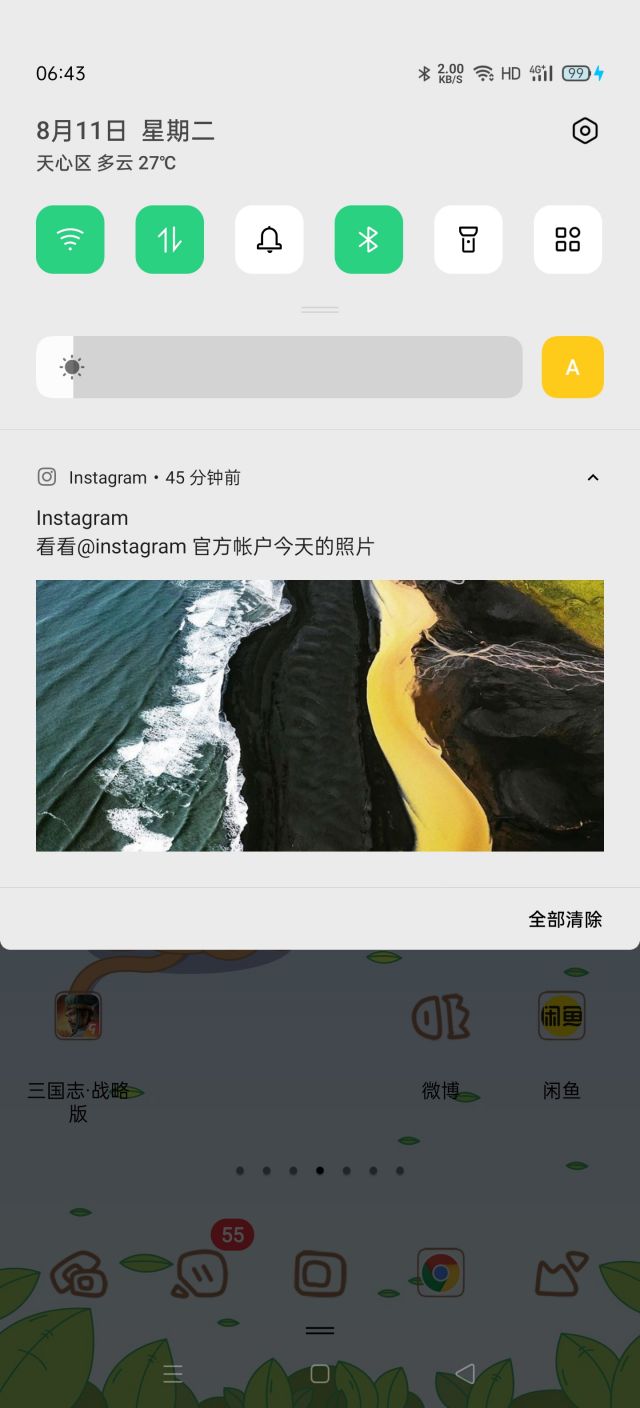 06:43
2.00
KB/S
HD
4G+
99
8月11日 星期二
天心区 多云 27℃
A
Instagram • 45 分钟前
Instagram
看看@instagram 官方帐户今天的照片
全部清除
闲鱼
三国志·战略
版
微博
闲鱼
55